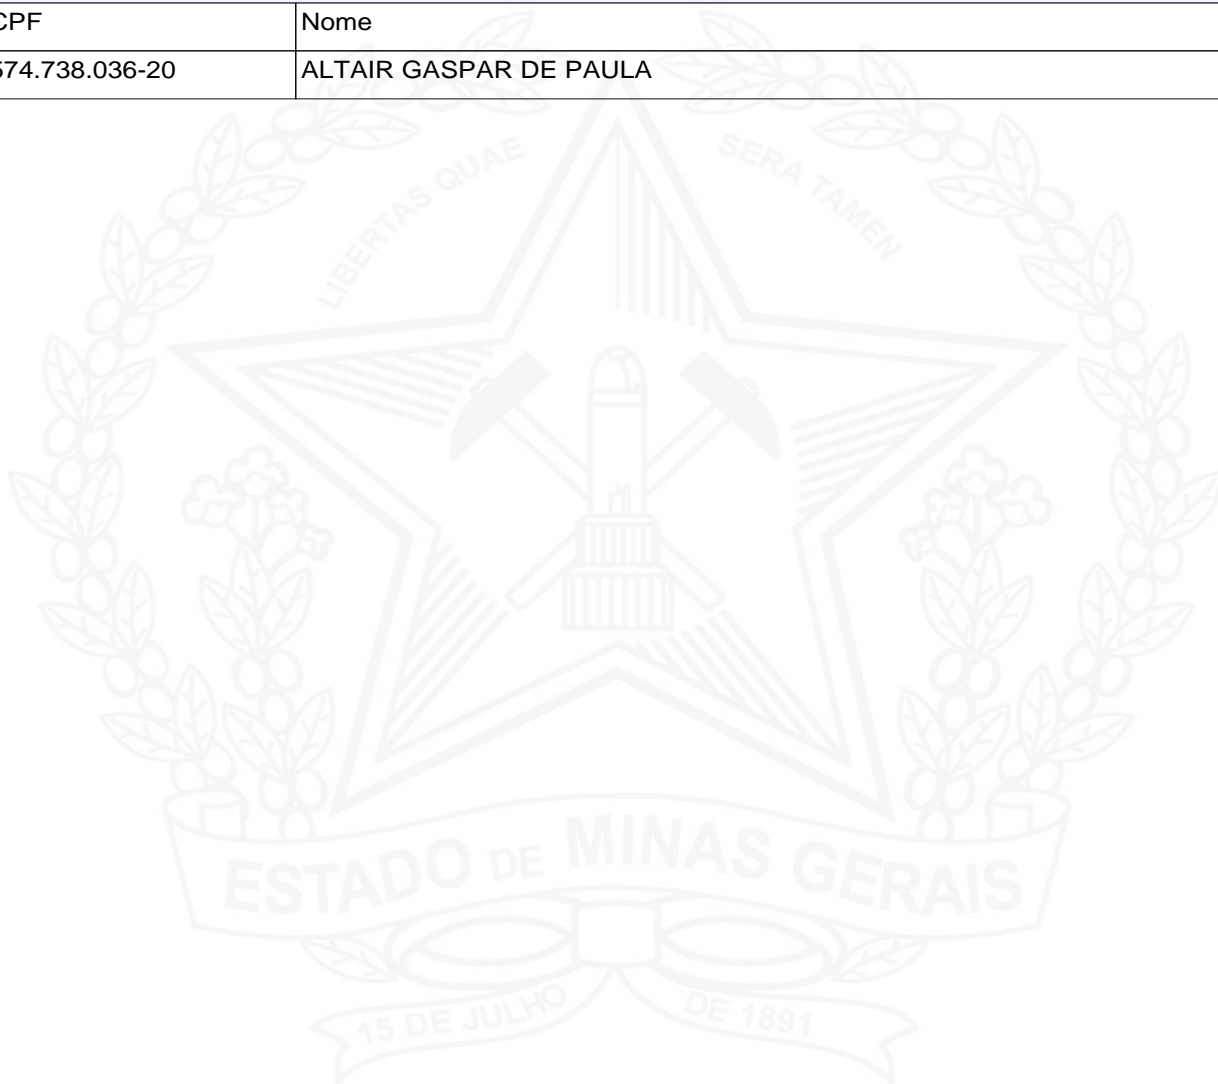 CPF Nome
574.738.036-20 ALTAIR GASPAR DE PAULA
LIBERTAS QUAE SERA TAMEN
ESTADO DE MINAS GERAIS
15 DE JULHO DE 1891